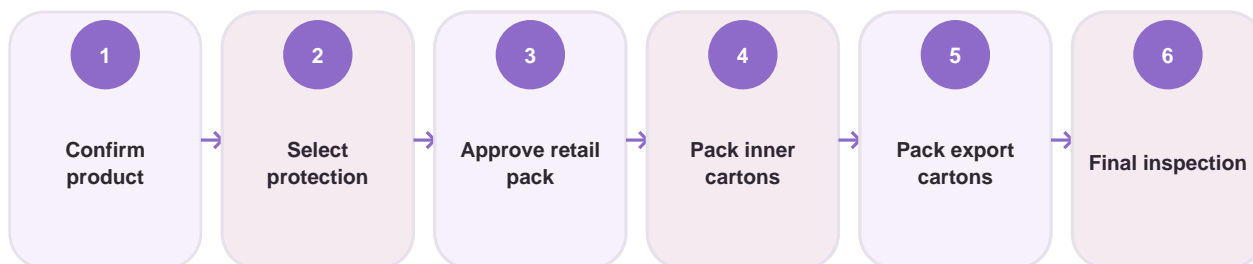 1
Confirm
product
2
Select
protection
3
Approve retail
pack
4
Pack inner
cartons
5
Pack export
cartons
6
Final inspection